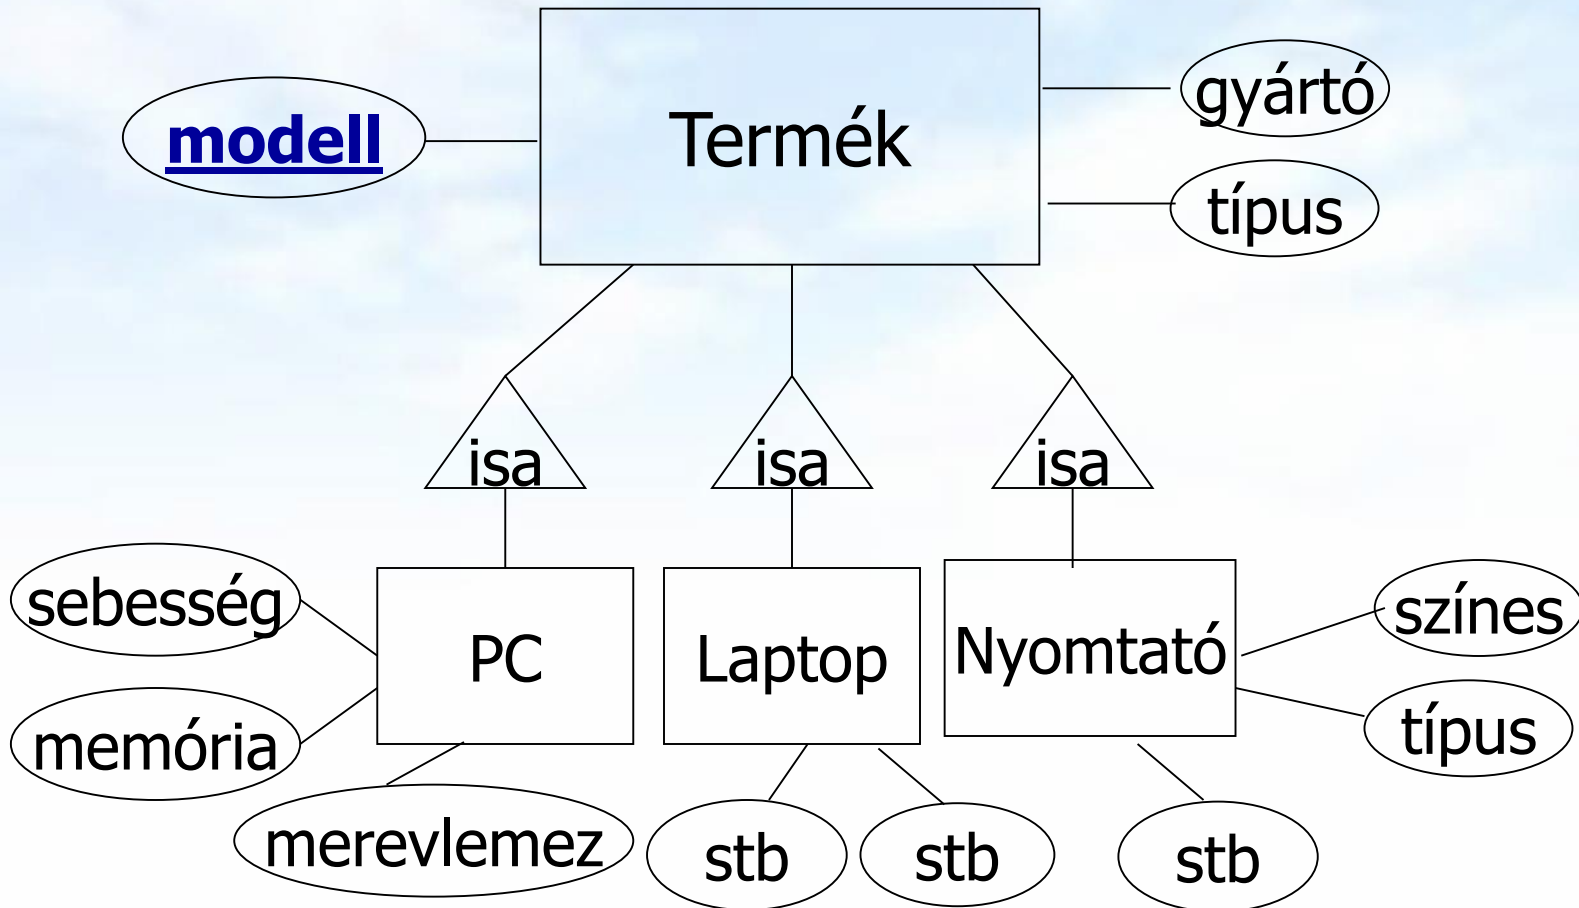 gyártó
modell
Termék
típus
isa
isa
isa
sebesség
PC
Laptop
Nyomtató
színes
memória
típus
merevlemez
stb
stb
stb